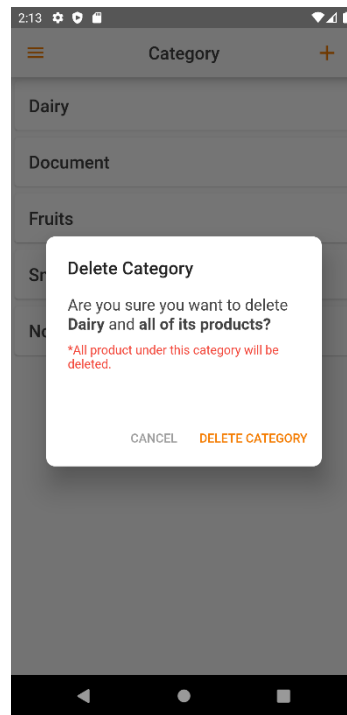 2:13
Category
Dairy
Document
Fruits
Sn
No
Delete Category
Are you sure you want to delete
Dairy and all of its products?
*All product under this category will be
deleted.
CANCEL
DELETE CATEGORY